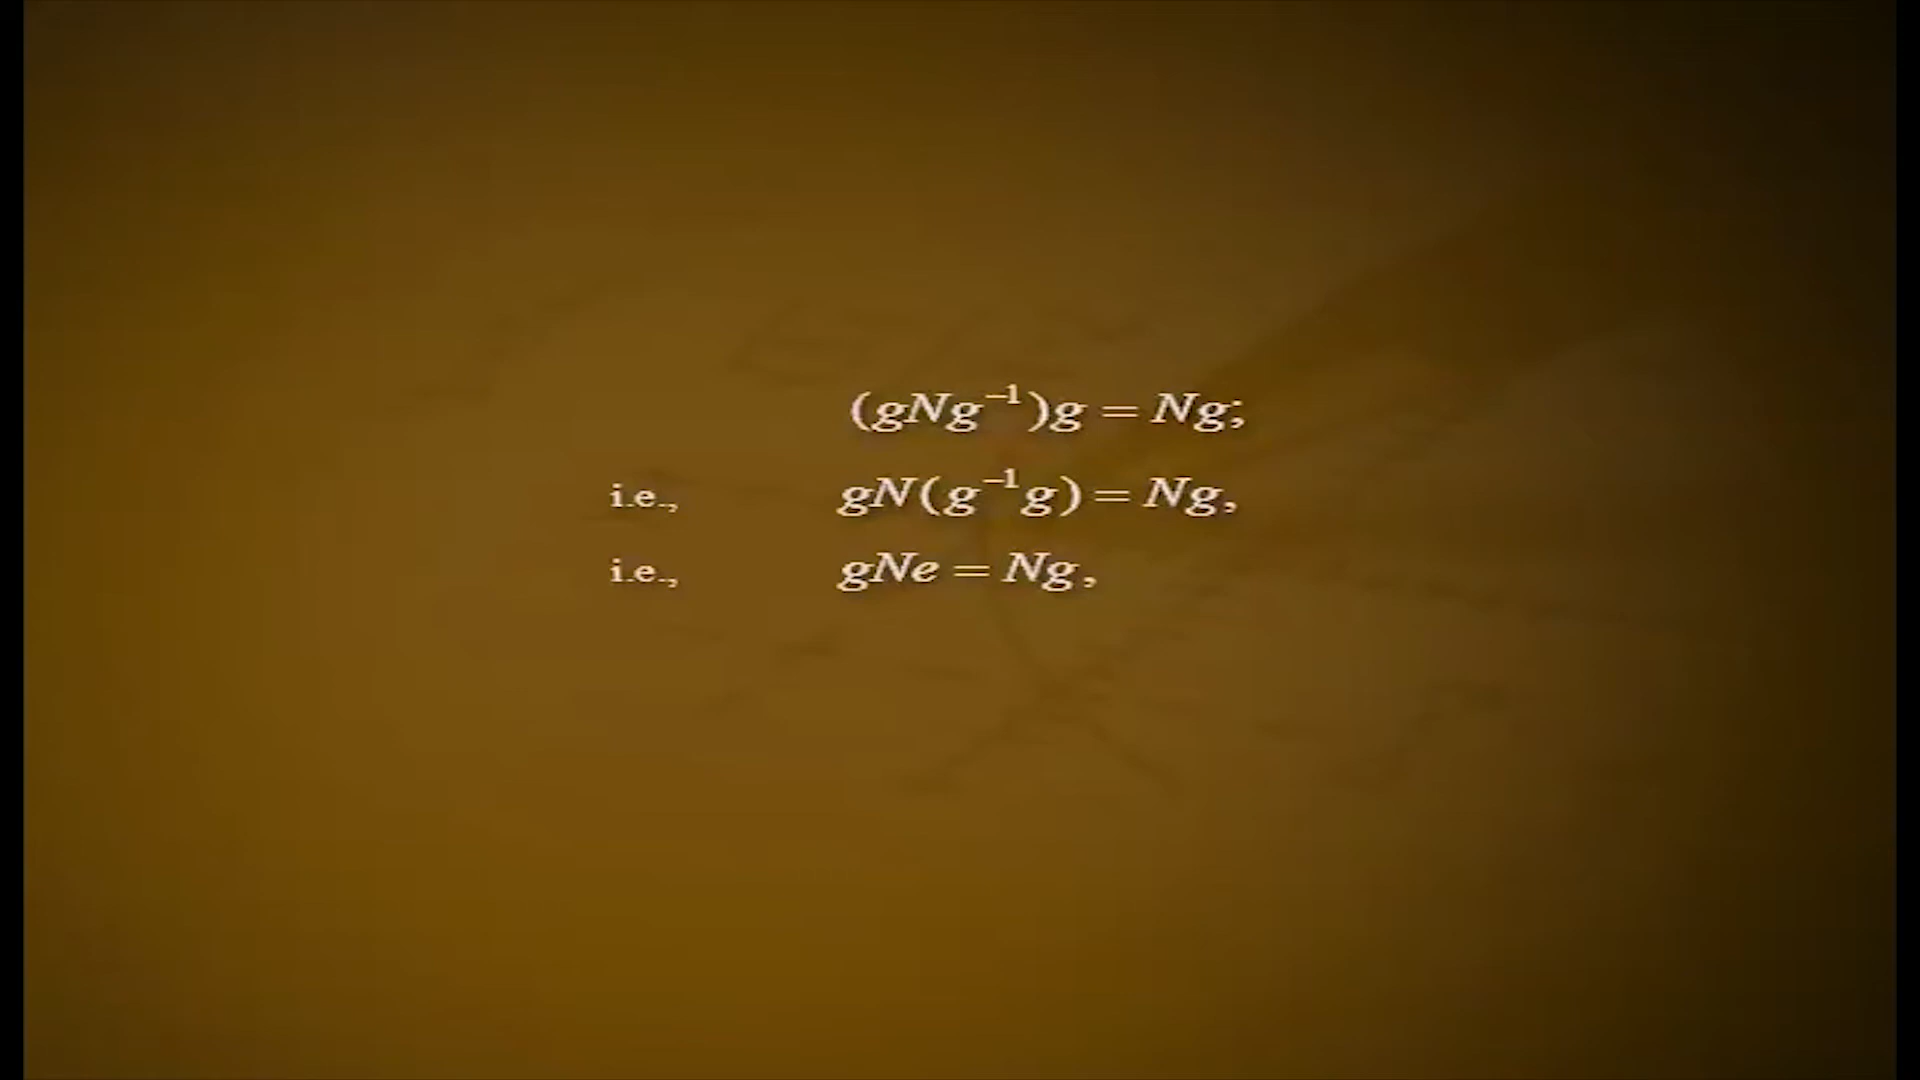 (gNg⁻¹)g = Ng;
i.e., gN(g⁻¹g) = Ng,
i.e., gNe = Ng,